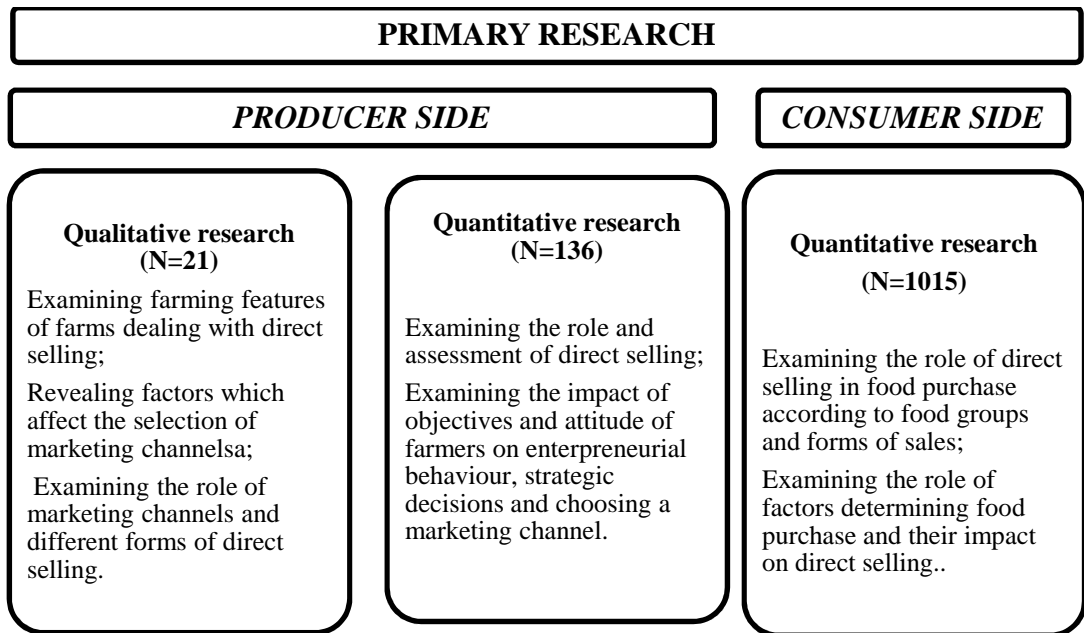 PRIMARY RESEARCH
PRODUCER SIDE
CONSUMER SIDE
Qualitative research
(N=21)
Examining farming features
of farms dealing with direct
selling;
Revealing factors which
affect the selection of
marketing channelsa;
Examining the role of
marketing channels and
different forms of direct
selling.
Quantitative research
(N=136)
Examining the role and
assessment of direct selling;
Examining the impact of
objectives and attitude of
farmers on enterpreneurial
behaviour, strategic
decisions and choosing a
marketing channel.
Quantitative research
(N=1015)
Examining the role of direct
selling in food purchase
according to food groups
and forms of sales;
Examining the role of
factors determining food
purchase and their impact
on direct selling..